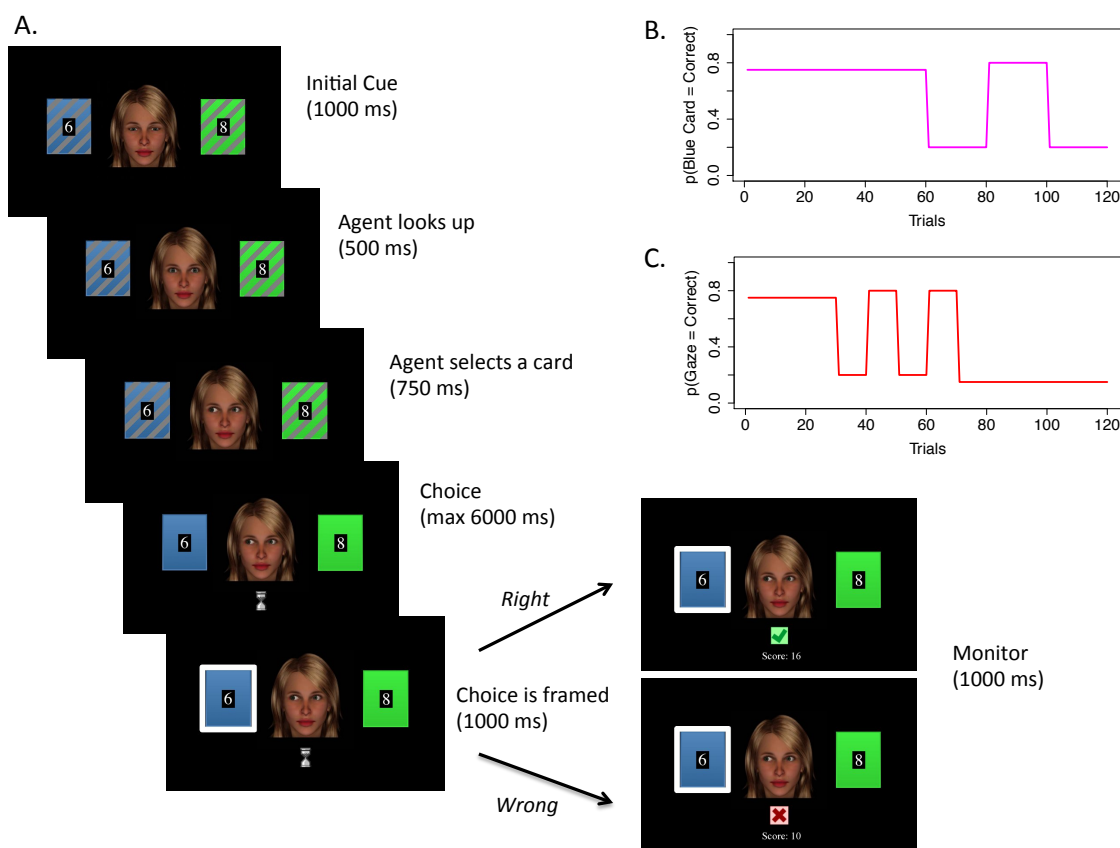 A.
Initial Cue
(1000 ms)
6
8
Agent looks up
(500 ms)
6
8
Agent selects a card
(750 ms)
6
8
Choice
(max 6000 ms)
6
8
Choice is framed
(1000 ms)
6
8
Right
Wrong
B.
p(Blue Card = Correct)
0.0 0.4 0.8
0 20 40 60 80 100 120
Trials
C.
p(Gaze = Correct)
0.0 0.4 0.8
0 20 40 60 80 100 120
Trials
6
8
Score: 16
Monitor
(1000 ms)
6
8
Score: 10